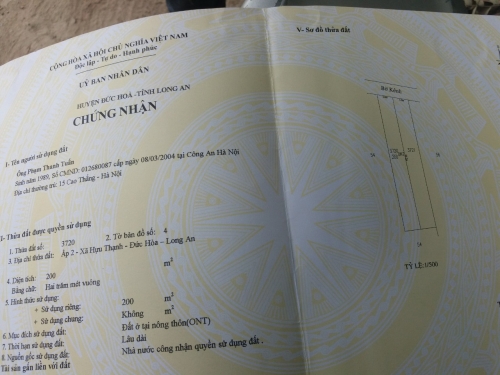 CỘNG HÒA XÃ HỘI CHỦ NGHĨA VIỆT NAM
Độc lập - Tự do - Hạnh phúc
UỶ BAN NHÂN DÂN
HUYỆN ĐỨC HOÀ - TỈNH LONG AN
CHỨNG NHẬN
I- Tên người sử dụng đất
Ông Phạm Thanh Tuấn
Sinh năm 1989, Số CMND: 012680087 cấp ngày 08/03/2004 tại Công An Hà Nội
Địa chỉ thường trú: 15 Cao Thắng - Hà Nội
I- Thửa đất được quyền sử dụng
1. Thửa đất số: 3720 2. Tờ bản đồ số: 4
3. Địa chỉ thửa đất: Ấp 2 - Xã Hựu Thạnh - Đức Hòa – Long An
4. Diện tích: 200 m²
Bằng chữ: Hai trăm mét vuông
5. Hình thức sử dụng:
+ Sử dụng riêng: 200 m²
+ Sử dụng chung: Không m²
6. Mục đích sử dụng đất: Đất ở tại nông thôn(ONT)
7. Thời hạn sử dụng đất: Lâu dài
8. Nguồn gốc sử dụng đất: Nhà nước công nhận quyền sử dụng đất .
Tài sản gắn liền với đất
V- Sơ đồ thửa đất
Bờ Kênh
3720
200
TỶ LỆ: 1/500